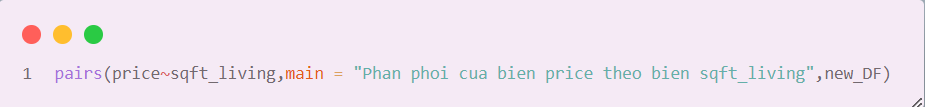 1 pairs(price~sqft_living,main = "Phan phoi cua bien price theo bien sqft_living",new_DF)